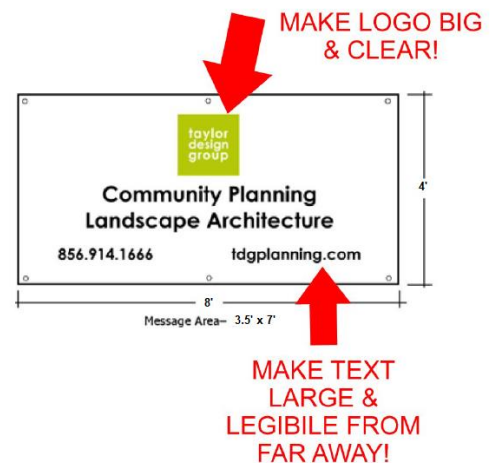 MAKE LOGO BIG
& CLEAR!
taylor
design
group
Community Planning
Landscape Architecture
856.914.1666 tdgplanning.com
4'
8'
Message Area– 3.5' x 7'
MAKE TEXT
LARGE &
LEGIBILE FROM
FAR AWAY!